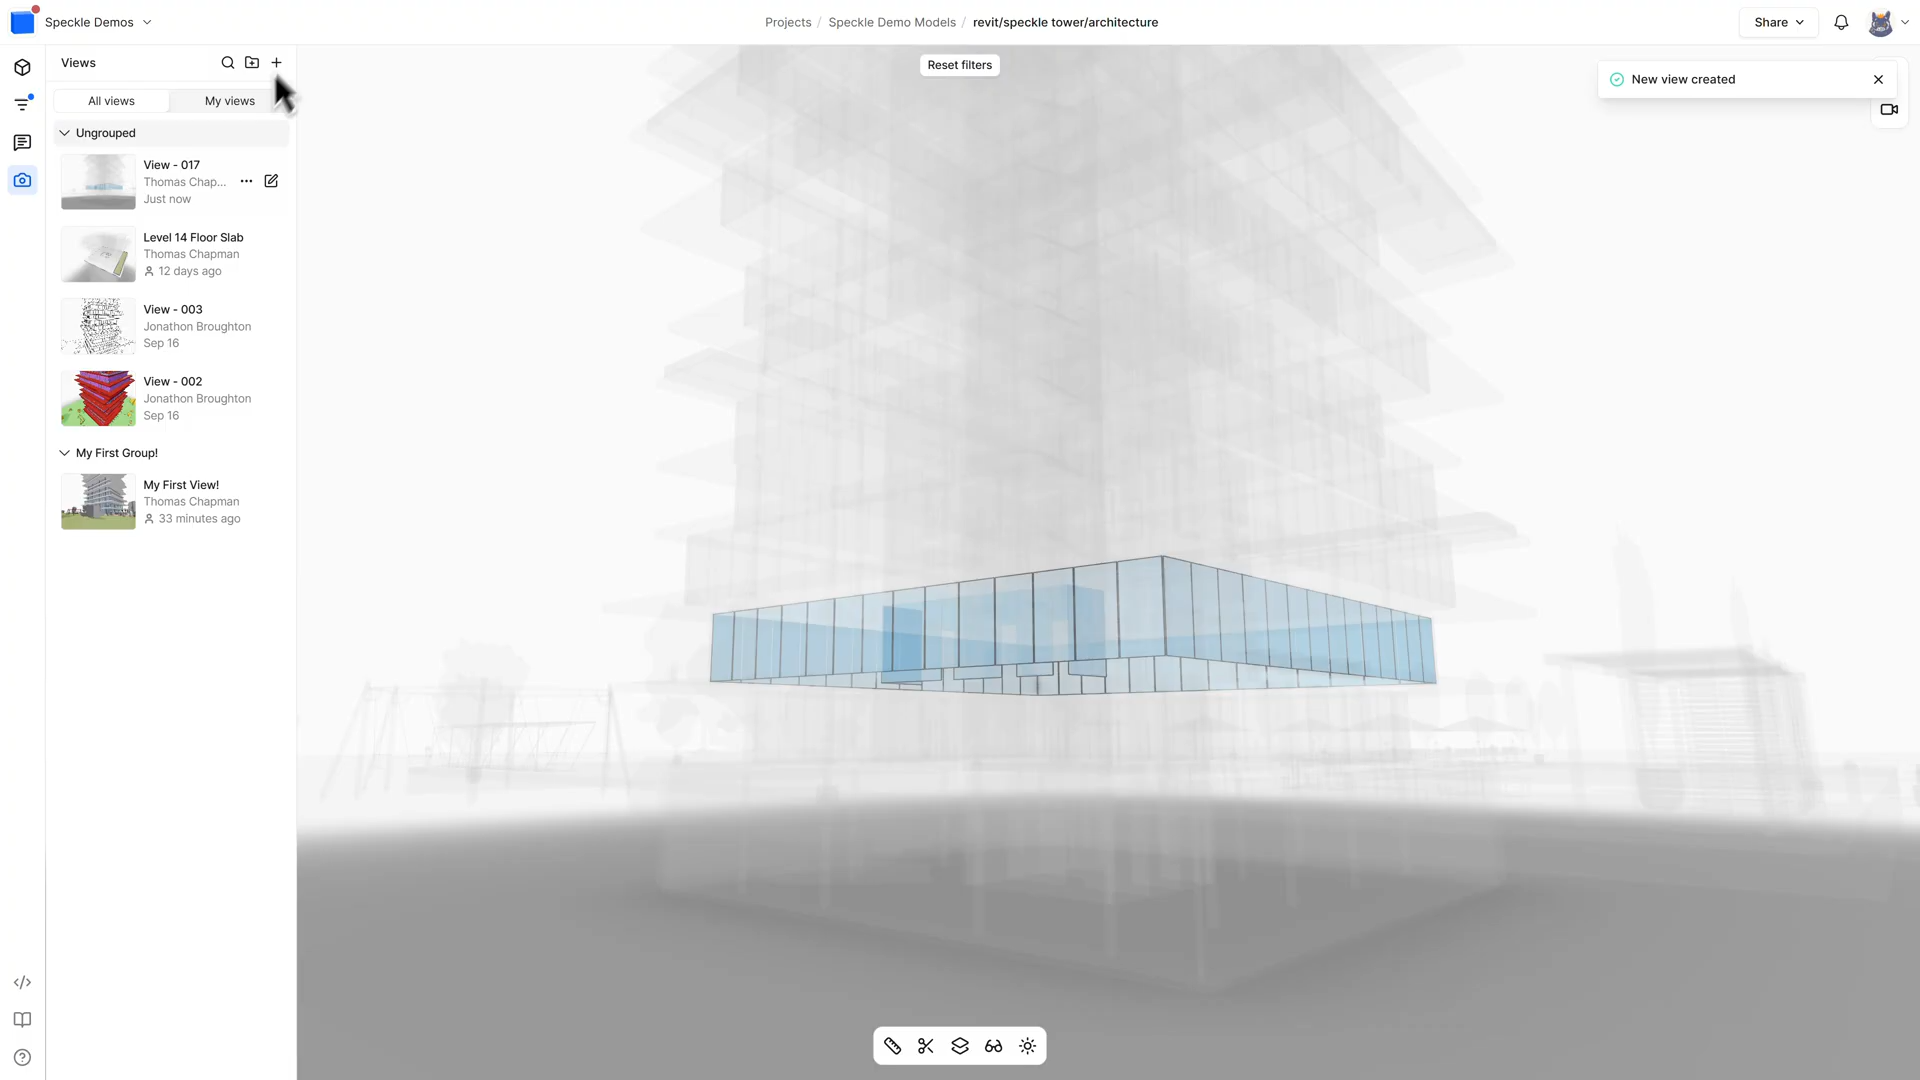 Speckle Demos
Projects / Speckle Demo Models / revit/speckle tower/architecture
Share
Views
Reset filters
New view created
All views
My views
Ungrouped
View - 017
Thomas Chap...
Just now
Level 14 Floor Slab
Thomas Chapman
12 days ago
View - 003
Jonathon Broughton
Sep 16
View - 002
Jonathon Broughton
Sep 16
My First Group!
My First View!
Thomas Chapman
33 minutes ago